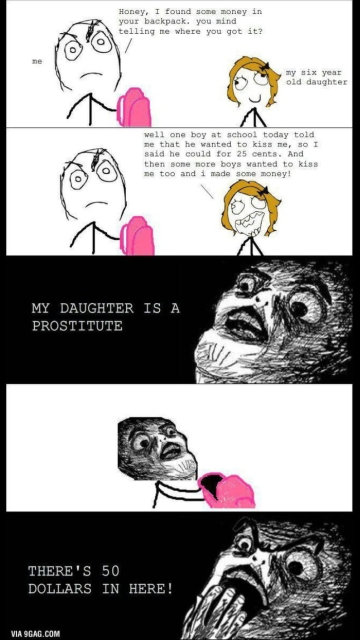 Honey, I found some money in
your backpack. you mind
telling me where you got it?
me
my six year
old daughter
well one boy at school today told
me that he wanted to kiss me, so I
said he could for 25 cents. And
then some more boys wanted to kiss
me too and i made some money!
MY DAUGHTER IS A
PROSTITUTE
THERE'S 50
DOLLARS IN HERE!
VIA 9GAG.COM